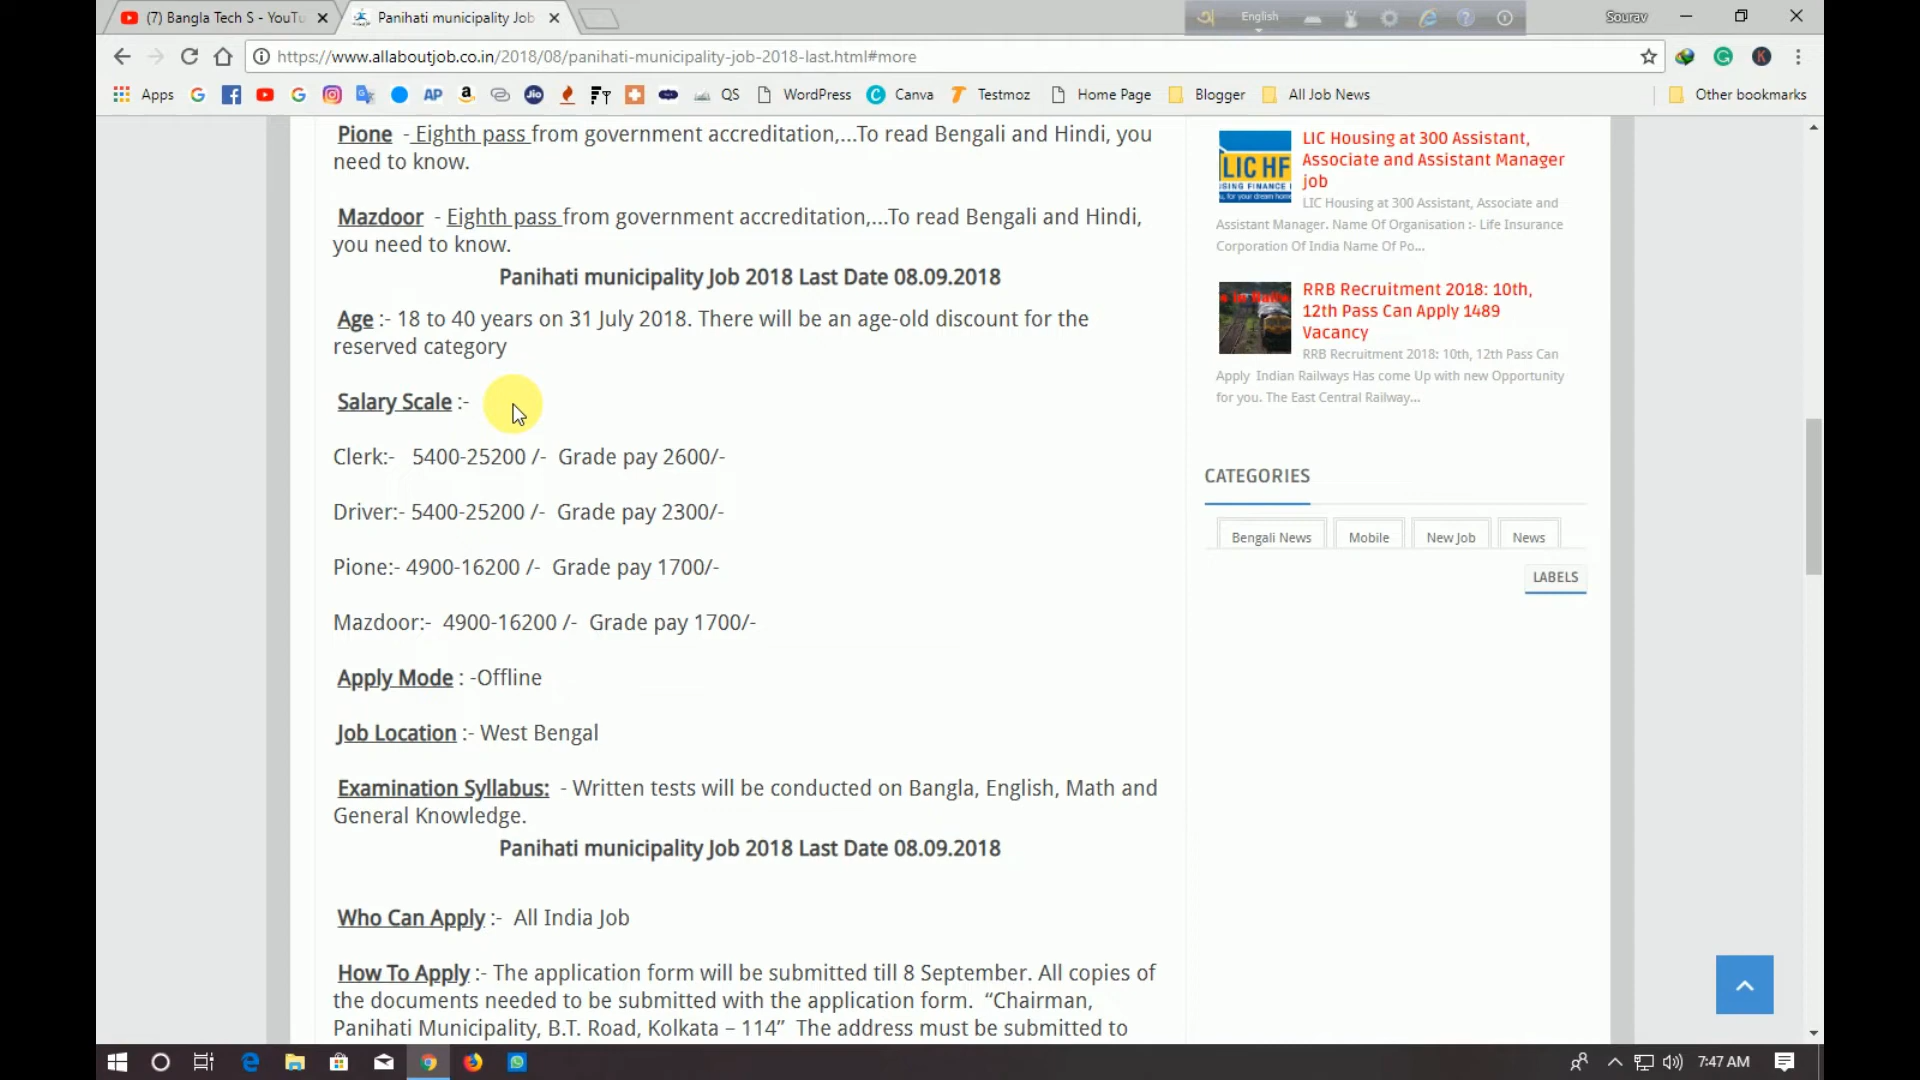 (7) Bangla Tech S - YouTu
Panihati municipality Job
English
Sourav
https://www.allaboutjob.co.in/2018/08/panihati-municipality-job-2018-last.html#more
Apps
AP
Jio
QS
WordPress
Canva
Testmoz
Home Page
Blogger
All Job News
Other bookmarks
Pione - Eighth pass from government accreditation,...To read Bengali and Hindi, you
need to know.
Mazdoor - Eighth pass from government accreditation,...To read Bengali and Hindi,
you need to know.
Panihati municipality Job 2018 Last Date 08.09.2018
Age :- 18 to 40 years on 31 July 2018. There will be an age-old discount for the
reserved category
Salary Scale :-
Clerk:- 5400-25200 /- Grade pay 2600/-
Driver:- 5400-25200 /- Grade pay 2300/-
Pione:- 4900-16200 /- Grade pay 1700/-
Mazdoor:- 4900-16200 /- Grade pay 1700/-
Apply Mode : -Offline
Job Location :- West Bengal
Examination Syllabus: - Written tests will be conducted on Bangla, English, Math and
General Knowledge.
Panihati municipality Job 2018 Last Date 08.09.2018
Who Can Apply :- All India Job
How To Apply :- The application form will be submitted till 8 September. All copies of
the documents needed to be submitted with the application form. “Chairman,
Panihati Municipality, B.T. Road, Kolkata – 114” The address must be submitted to
LIC HF
LIC Housing at 300 Assistant,
Associate and Assistant Manager
job
LIC Housing at 300 Assistant, Associate and
Assistant Manager. Name Of Organisation :- Life Insurance
Corporation Of India Name Of Po...
RRB Recruitment 2018: 10th,
12th Pass Can Apply 1489
Vacancy
RRB Recruitment 2018: 10th, 12th Pass Can
Apply Indian Railways Has come Up with new Opportunity
for you. The East Central Railway...
CATEGORIES
Bengali News
Mobile
New Job
News
LABELS
7:47 AM